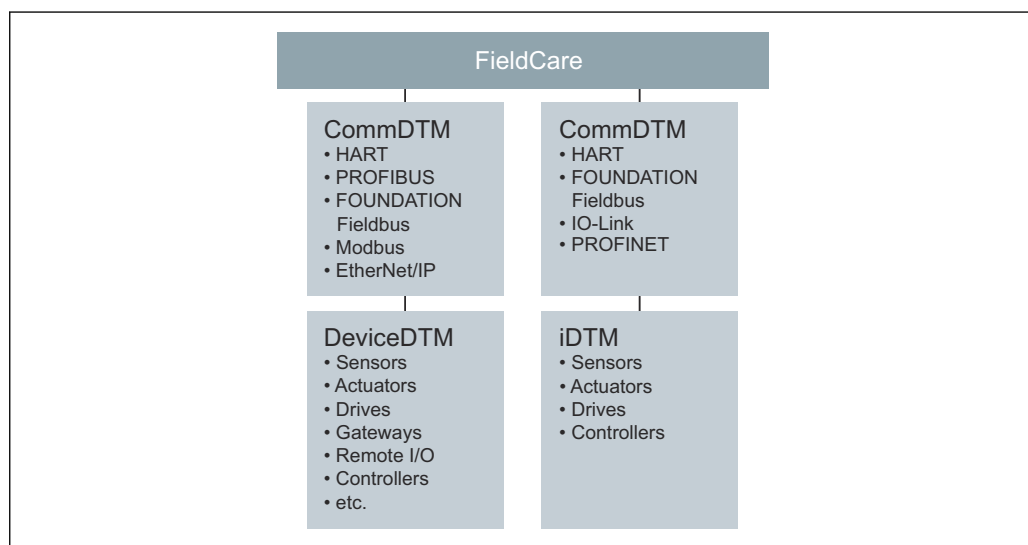 FieldCare
CommDTM
• HART
• PROFIBUS
• FOUNDATION
Fieldbus
• Modbus
• EtherNet/IP
CommDTM
• HART
• FOUNDATION
Fieldbus
• IO-Link
• PROFINET
DeviceDTM
• Sensors
• Actuators
• Drives
• Gateways
• Remote I/O
• Controllers
• etc.
iDTM
• Sensors
• Actuators
• Drives
• Controllers